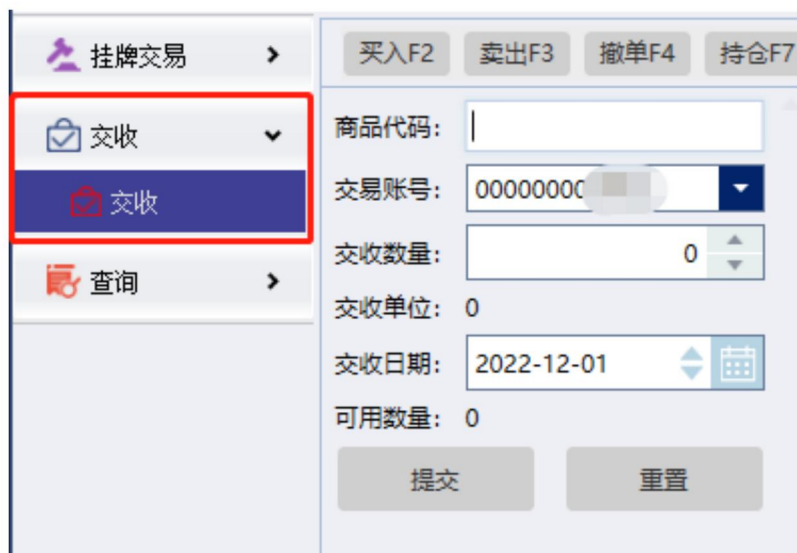 挂牌交易
交收
交收
查询
买入F2 卖出F3 撤单F4 持仓F7
商品代码:
交易账号: 00000000
交收数量: 0
交收单位: 0
交收日期: 2022-12-01
可用数量: 0
提交 重置